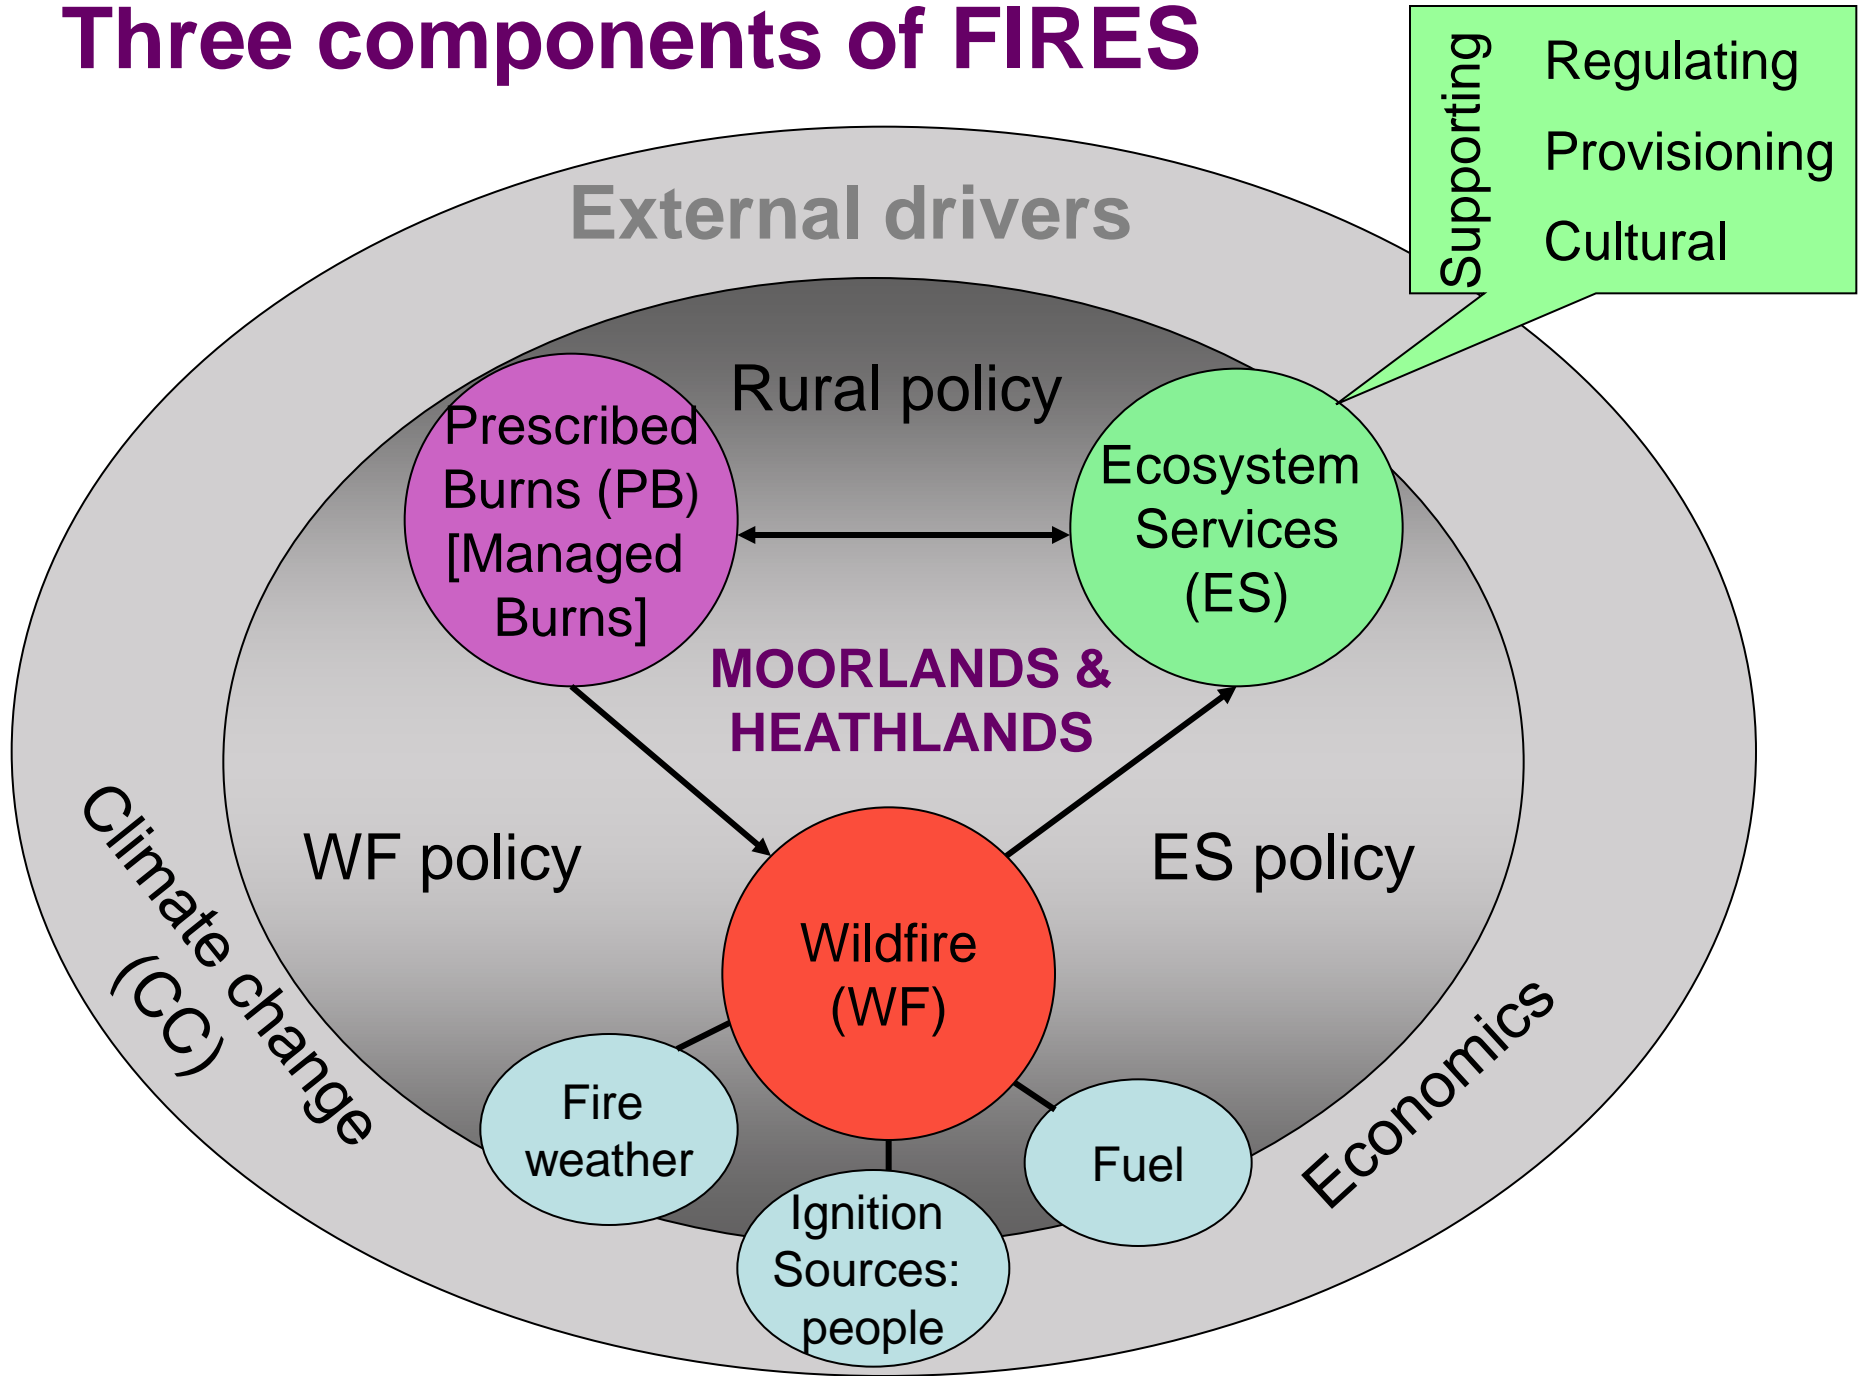 Three components of FIRES
Supporting
Regulating
Provisioning
Cultural
External drivers
Rural policy
Prescribed
Burns (PB)
[Managed
Burns]
Ecosystem
Services
(ES)
MOORLANDS &
HEATHLANDS
WF policy
ES policy
Climate change
(CC)
Wildfire
(WF)
Economics
Fire
weather
Fuel
Ignition
Sources:
people